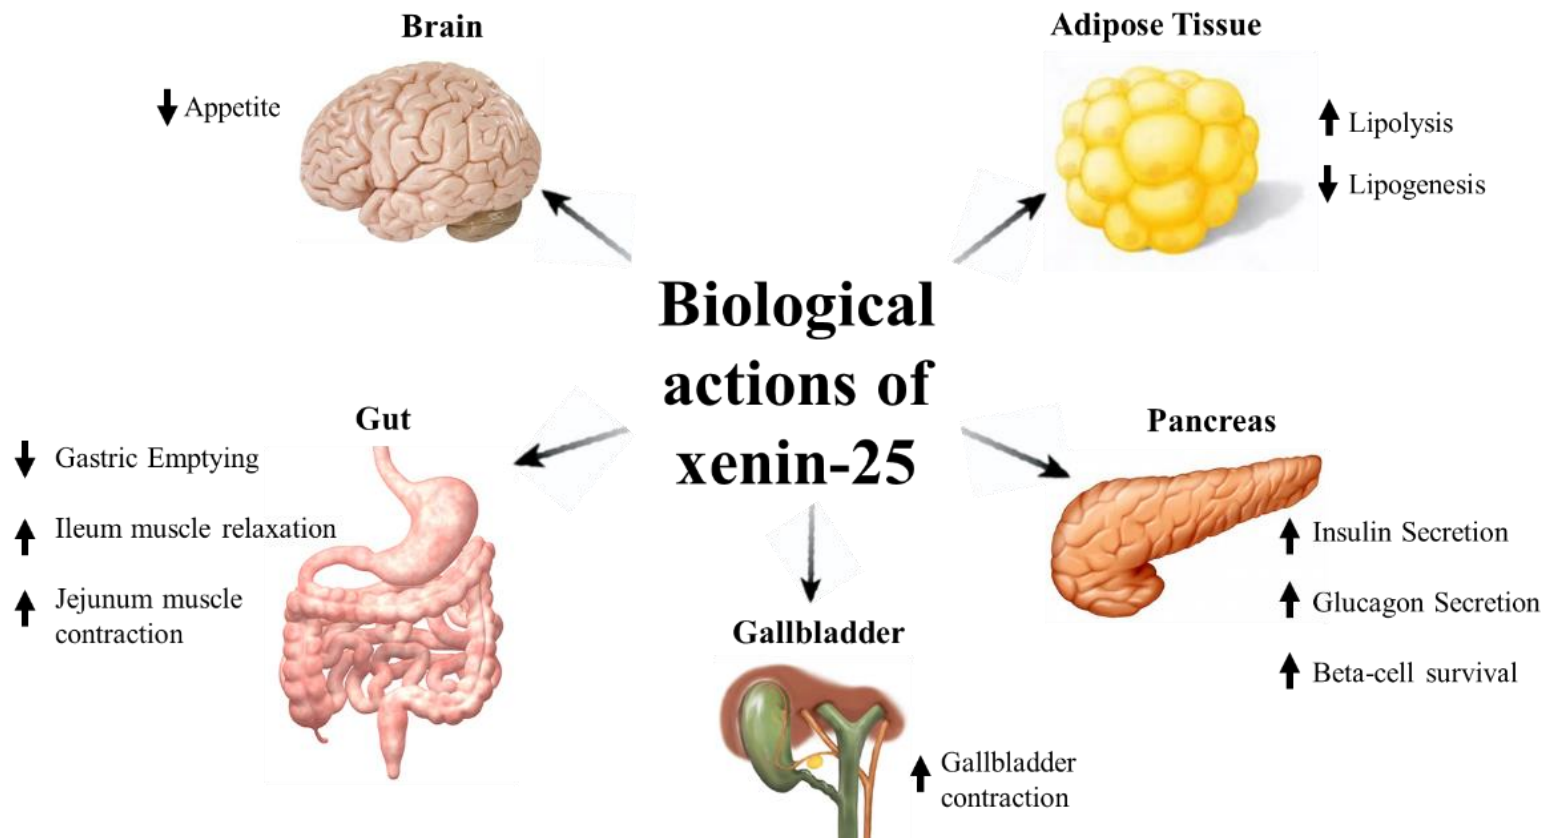 Brain
Appetite
Adipose Tissue
Lipolysis
Lipogenesis
Biological
actions of
xenin-25
Gut
Gastric Emptying
Ileum muscle relaxation
Jejunum muscle
contraction
Pancreas
Insulin Secretion
Glucagon Secretion
Beta-cell survival
Gallbladder
Gallbladder
contraction